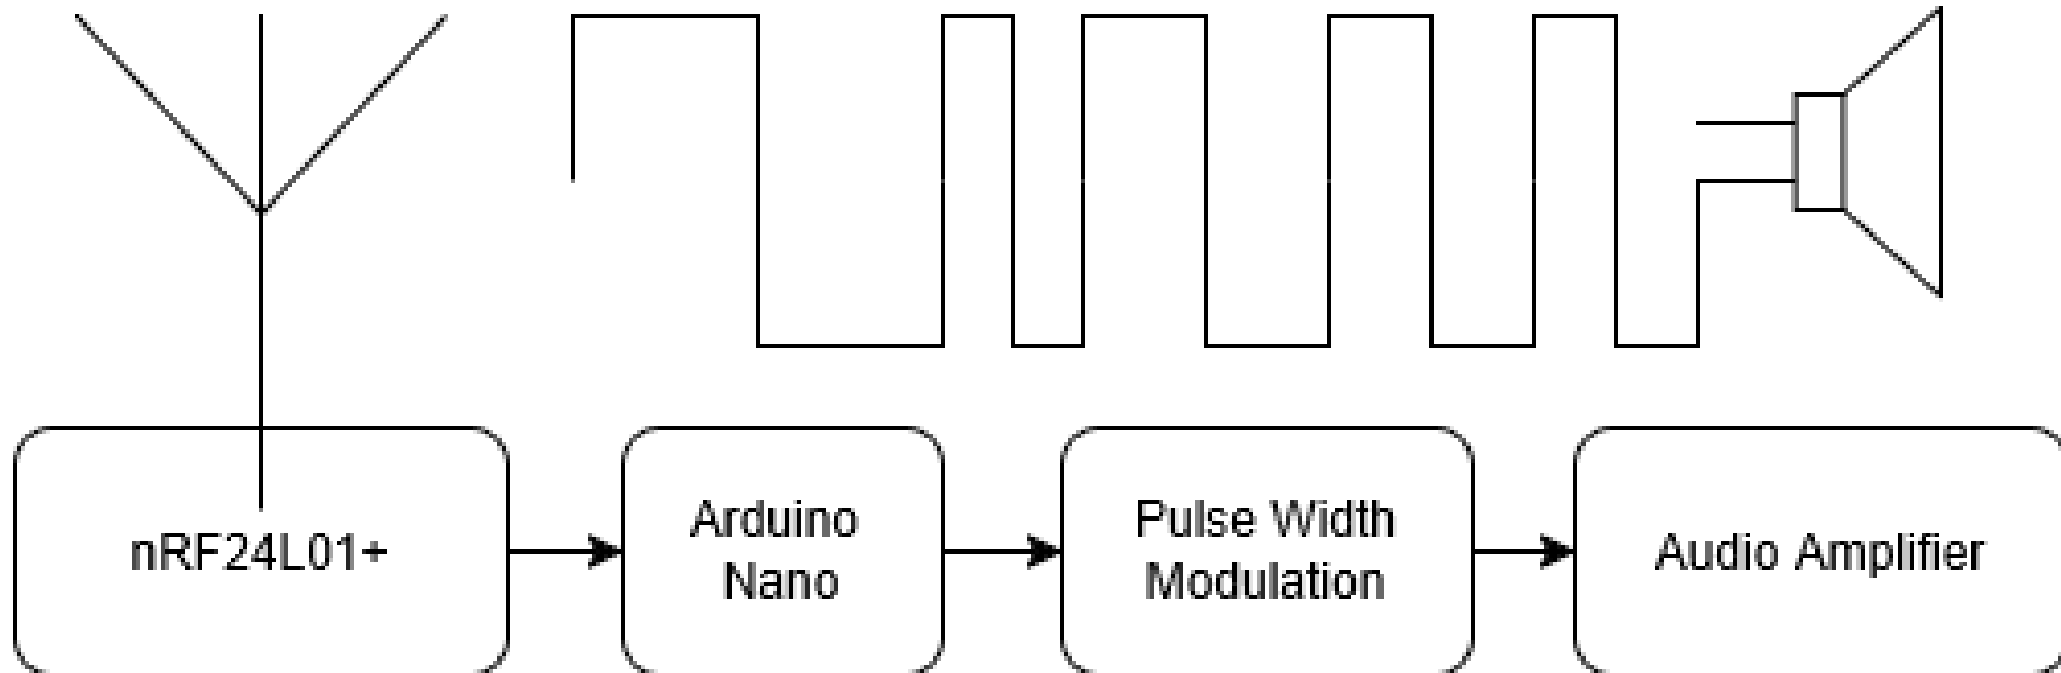 nRF24L01+
Arduino
Nano
Pulse Width
Modulation
Audio Amplifier